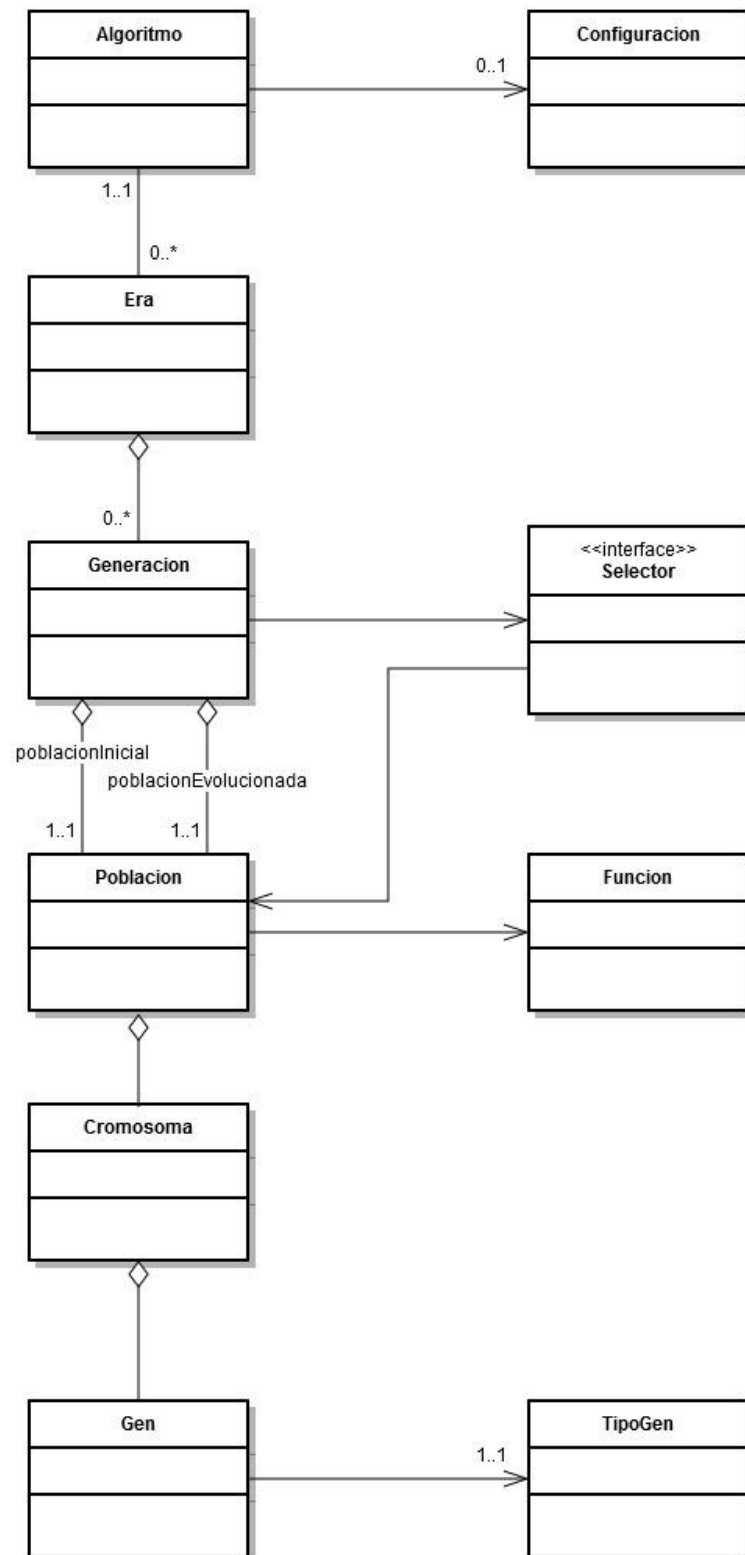 Algoritmo
Configuracion
0..1
1..1
0..*
Era
0..*
Generacion
<<interface>>
Selector
poblacionInicial
poblacionEvolucionada
1..1
1..1
Poblacion
Funcion
Cromosoma
Gen
TipoGen
1..1